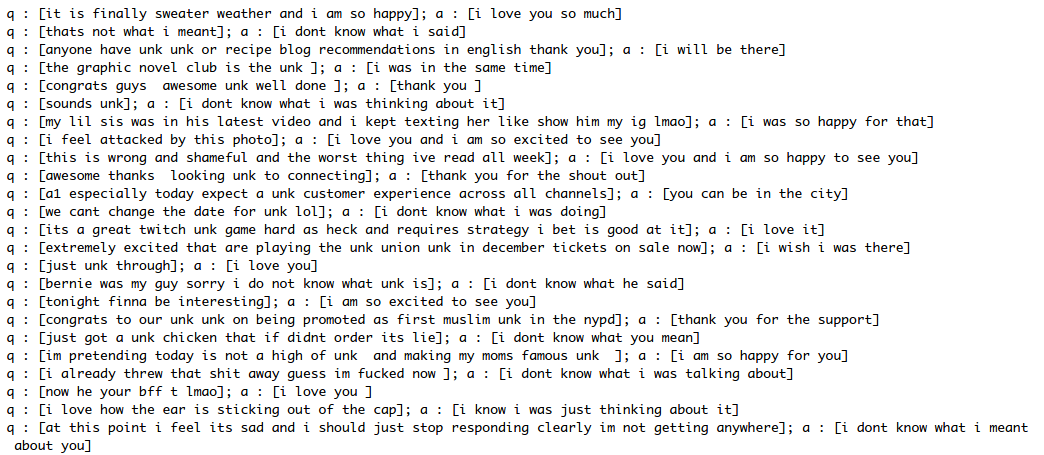 q : [it is finally sweater weather and i am so happy]; a : [i love you so much]
q : [thats not what i meant]; a : [i dont know what i said]
q : [anyone have unk unk or recipe blog recommendations in english thank you]; a : [i will be there]
q : [the graphic novel club is the unk ]; a : [i was in the same time]
q : [congrats guys  awesome unk well done ]; a : [thank you ]
q : [sounds unk]; a : [i dont know what i was thinking about it]
q : [my lil sis was in his latest video and i kept texting her like show him my ig lmao]; a : [i was so happy for that]
q : [i feel attacked by this photo]; a : [i love you and i am so excited to see you]
q : [this is wrong and shameful and the worst thing ive read all week]; a : [i love you and i am so happy to see you]
q : [awesome thanks  looking unk to connecting]; a : [thank you for the shout out]
q : [a1 especially today expect a unk customer experience across all channels]; a : [you can be in the city]
q : [we cant change the date for unk lol]; a : [i dont know what i was doing]
q : [its a great twitch unk game hard as heck and requires strategy i bet is good at it]; a : [i love it]
q : [extremely excited that are playing the unk union unk in december tickets on sale now]; a : [i wish i was there]
q : [just unk through]; a : [i love you]
q : [bernie was my guy sorry i do not know what unk is]; a : [i dont know what he said]
q : [tonight finna be interesting]; a : [i am so excited to see you]
q : [congrats to our unk unk on being promoted as first muslim unk in the nypd]; a : [thank you for the support]
q : [just got a unk chicken that if didnt order its lie]; a : [i dont know what you mean]
q : [im pretending today is not a high of unk  and making my moms famous unk  ]; a : [i am so happy for you]
q : [i already threw that shit away guess im fucked now ]; a : [i dont know what i was talking about]
q : [now he your bff t lmao]; a : [i love you ]
q : [i love how the ear is sticking out of the cap]; a : [i know i was just thinking about it]
q : [at this point i feel its sad and i should just stop responding clearly im not getting anywhere]; a : [i dont know what i meant
about you]